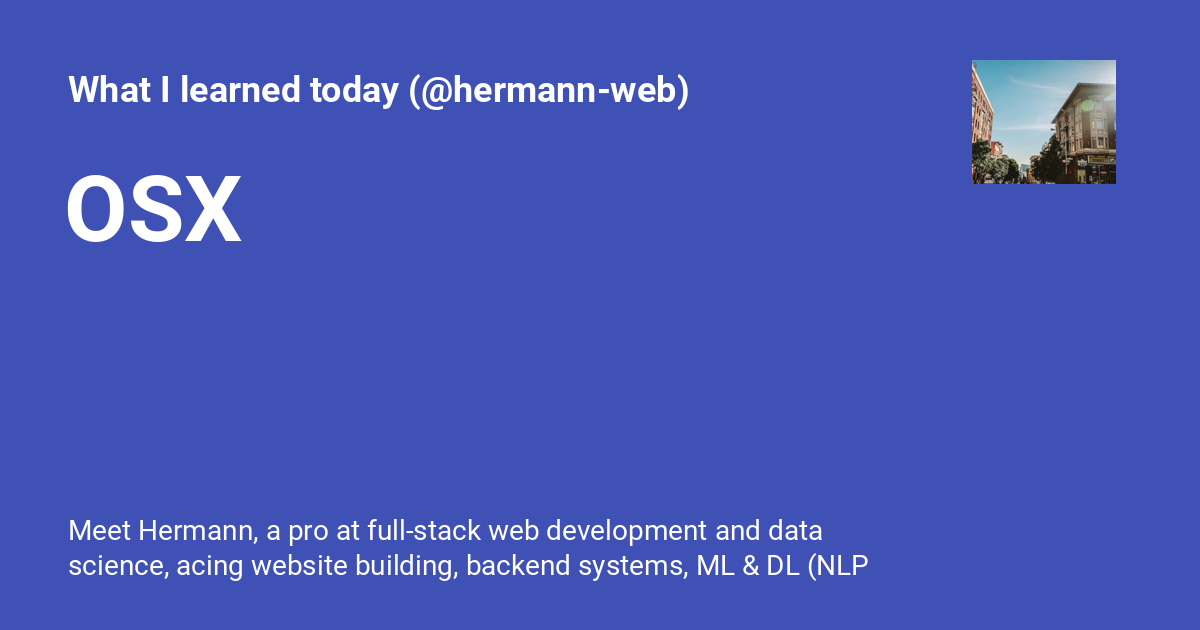 What I learned today (@hermann-web)
OSX
Meet Hermann, a pro at full-stack web development and data
science, acing website building, backend systems, ML & DL (NLP